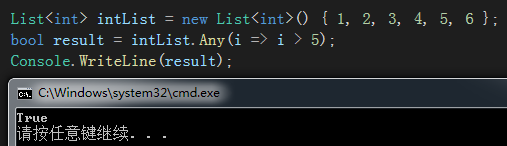 List<int> intList = new List<int>() { 1, 2, 3, 4, 5, 6 };
bool result = intList.Any(i => i > 5);
Console.WriteLine(result);
C:\Windows\system32\cmd.exe
True
请按任意键继续. . .